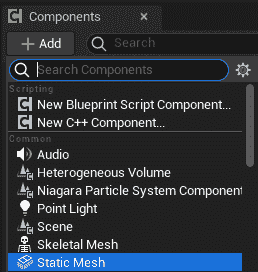 Components
Add
Search
Search Components
Scripting
New Blueprint Script Component...
New C++ Component...
Common
Audio
Heterogeneous Volume
Niagara Particle System Component
Point Light
Scene
Skeletal Mesh
Static Mesh